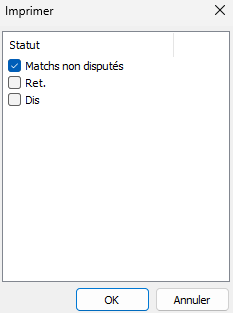 Imprimer
Statut
Matchs non disputés
Ret.
Dis
OK
Annuler